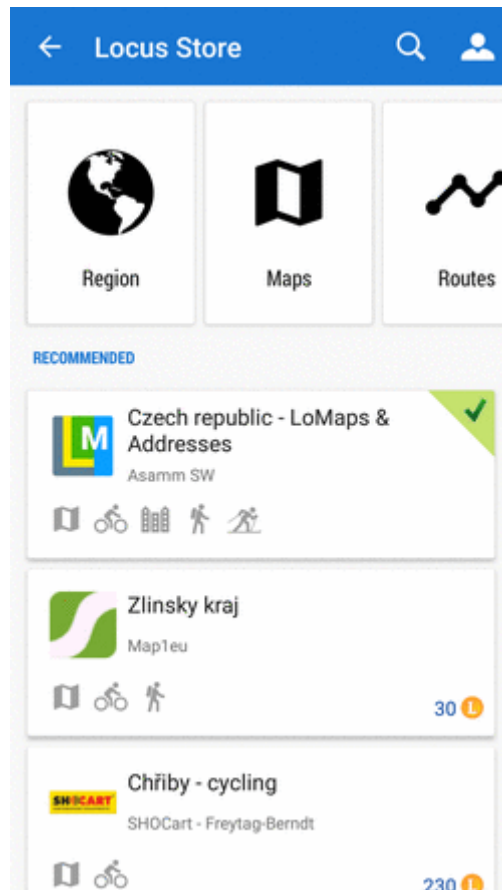 Locus Store
Region
Maps
Routes
RECOMMENDED
M
Czech republic - LoMaps &
Addresses
Asamm SW
Zlinsky kraj
Map1eu
30 L
SHOCART
Chřiby - cycling
SHOCart - Freytag-Berndt
230 L